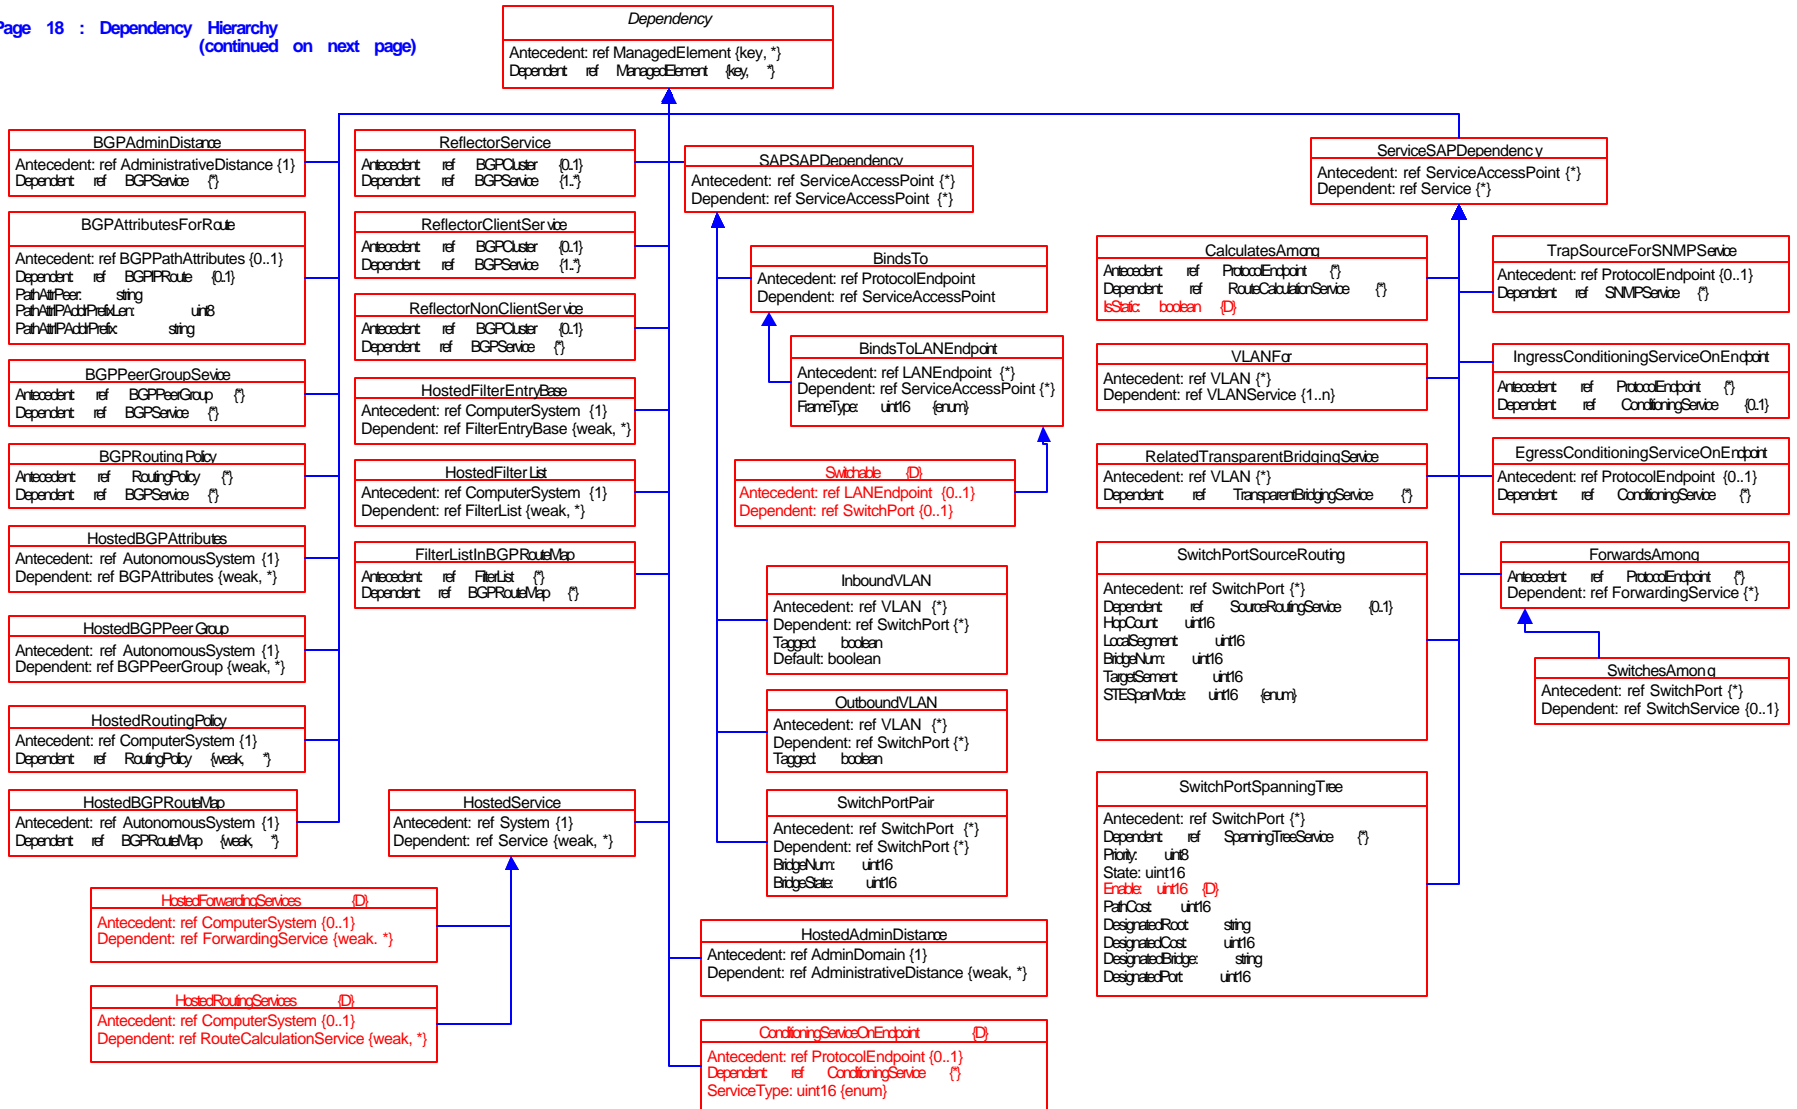 Page 18 : Dependency Hierarchy
(continued on next page)
Dependency
Antecedent: ref ManagedElement {key, *}
Dependent: ref ManagedElement {key, *}
BGPAdminDistance
Antecedent: ref AdministrativeDistance {1}
Dependent: ref BGPService {*}
BGPAttributesForRoute
Antecedent: ref BGPPathAttributes {0..1}
Dependent: ref BGPIPRoute {0..1}
PathAttrPeer: string
PathAttrIPAddrPrefixLen: uint8
PathAttrIPAddrPrefix: string
BGPPeerGroupSevice
Antecedent: ref BGPPeerGroup {*}
Dependent: ref BGPService {*}
BGPRoutingPolicy
Antecedent: ref RoutingPolicy {*}
Dependent: ref BGPService {*}
HostedBGPAttributes
Antecedent: ref AutonomousSystem {1}
Dependent: ref BGPAttributes {weak, *}
HostedBGPPeerGroup
Antecedent: ref AutonomousSystem {1}
Dependent: ref BGPPeerGroup {weak, *}
HostedRoutingPolicy
Antecedent: ref ComputerSystem {1}
Dependent: ref RoutingPolicy {weak, *}
HostedBGPRouteMap
Antecedent: ref AutonomousSystem {1}
Dependent: ref BGPRouteMap {weak, *}
HostedForwardingServices {D}
Antecedent: ref ComputerSystem {0..1}
Dependent: ref ForwardingService {weak. *}
HostedRoutingServices {D}
Antecedent: ref ComputerSystem {0..1}
Dependent: ref RouteCalculationService {weak, *}
ReflectorService
Antecedent: ref BGPCluster {0..1}
Dependent: ref BGPService {1..*}
ReflectorClientService
Antecedent: ref BGPCluster {0..1}
Dependent: ref BGPService {1..*}
ReflectorNonClientService
Antecedent: ref BGPCluster {0..1}
Dependent: ref BGPService {*}
HostedFilterEntryBase
Antecedent: ref ComputerSystem {1}
Dependent: ref FilterEntryBase {weak, *}
HostedFilterList
Antecedent: ref ComputerSystem {1}
Dependent: ref FilterList {weak, *}
FilterListInBGPRouteMap
Antecedent: ref FilterList {*}
Dependent: ref BGPRouteMap {*}
HostedService
Antecedent: ref System {1}
Dependent: ref Service {weak, *}
SAPSAPDependency
Antecedent: ref ServiceAccessPoint {*}
Dependent: ref ServiceAccessPoint {*}
BindsTo
Antecedent: ref ProtocolEndpoint
Dependent: ref ServiceAccessPoint
BindsToLANEndpoint
Antecedent: ref LANEndpoint {*}
Dependent: ref ServiceAccessPoint {*}
FrameType: uint16 {enum}
Switchable {D}
Antecedent: ref LANEndpoint {0..1}
Dependent: ref SwitchPort {0..1}
InboundVLAN
Antecedent: ref VLAN {*}
Dependent: ref SwitchPort {*}
Tagged: boolean
Default: boolean
OutboundVLAN
Antecedent: ref VLAN {*}
Dependent: ref SwitchPort {*}
Tagged: boolean
SwitchPortPair
Antecedent: ref SwitchPort {*}
Dependent: ref SwitchPort {*}
BridgeNum: uint16
BridgeState: uint16
HostedAdminDistance
Antecedent: ref AdminDomain {1}
Dependent: ref AdministrativeDistance {weak, *}
ConditioningServiceOnEndpoint {D}
Antecedent: ref ProtocolEndpoint {0..1}
Dependent: ref ConditioningService {*}
ServiceType: uint16 {enum}
ServiceSAPDependency
Antecedent: ref ServiceAccessPoint {*}
Dependent: ref Service {*}
CalculatesAmong
Antecedent: ref ProtocolEndpoint {*}
Dependent: ref RouteCalculationService {*}
IsStatic: boolean {D}
VLANFor
Antecedent: ref VLAN {*}
Dependent: ref VLANService {1..n}
RelatedTransparentBridgingService
Antecedent: ref VLAN {*}
Dependent: ref TransparentBridgingService {*}
SwitchPortSourceRouting
Antecedent: ref SwitchPort {*}
Dependent: ref SourceRoutingService {0..1}
HopCount: uint16
LocalSegment: uint16
BridgeNum: uint16
TargetSement: uint16
STESpanMode: uint16 {enum}
SwitchPortSpanningTree
Antecedent: ref SwitchPort {*}
Dependent: ref SpanningTreeService {*}
Priority: uint8
State: uint16
Enable: uint16 {D}
PathCost: uint16
DesignatedRoot: string
DesignatedCost: uint16
DesignatedBridge: string
DesignatedPort: uint16
TrapSourceForSNMPService
Antecedent: ref ProtocolEndpoint {0..1}
Dependent: ref SNMPService {*}
IngressConditioningServiceOnEndpoint
Antecedent: ref ProtocolEndpoint {*}
Dependent: ref ConditioningService {0..1}
EgressConditioningServiceOnEndpoint
Antecedent: ref ProtocolEndpoint {0..1}
Dependent: ref ConditioningService {*}
ForwardsAmong
Antecedent: ref ProtocolEndpoint {*}
Dependent: ref ForwardingService {*}
SwitchesAmong
Antecedent: ref SwitchPort {*}
Dependent: ref SwitchService {0..1}